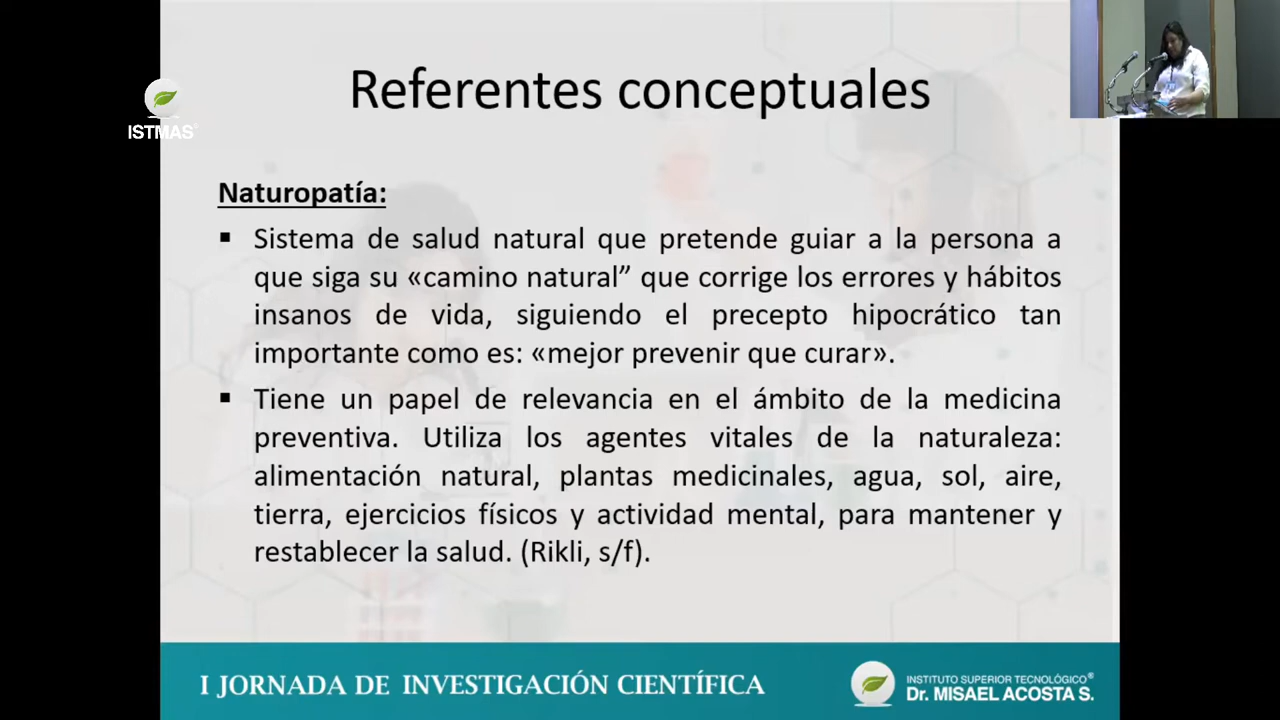 Referentes conceptuales
ISTMAS®
Naturopatía:
▪ Sistema de salud natural que pretende guiar a la persona a
que siga su «camino natural” que corrige los errores y hábitos
insanos de vida, siguiendo el precepto hipocrático tan
importante como es: «mejor prevenir que curar».
▪ Tiene un papel de relevancia en el ámbito de la medicina
preventiva. Utiliza los agentes vitales de la naturaleza:
alimentación natural, plantas medicinales, agua, sol, aire,
tierra, ejercicios físicos y actividad mental, para mantener y
restablecer la salud. (Rikli, s/f).
I JORNADA DE INVESTIGACIÓN CIENTÍFICA
INSTITUTO SUPERIOR TECNOLÓGICO®
Dr. MISAEL ACOSTA S.